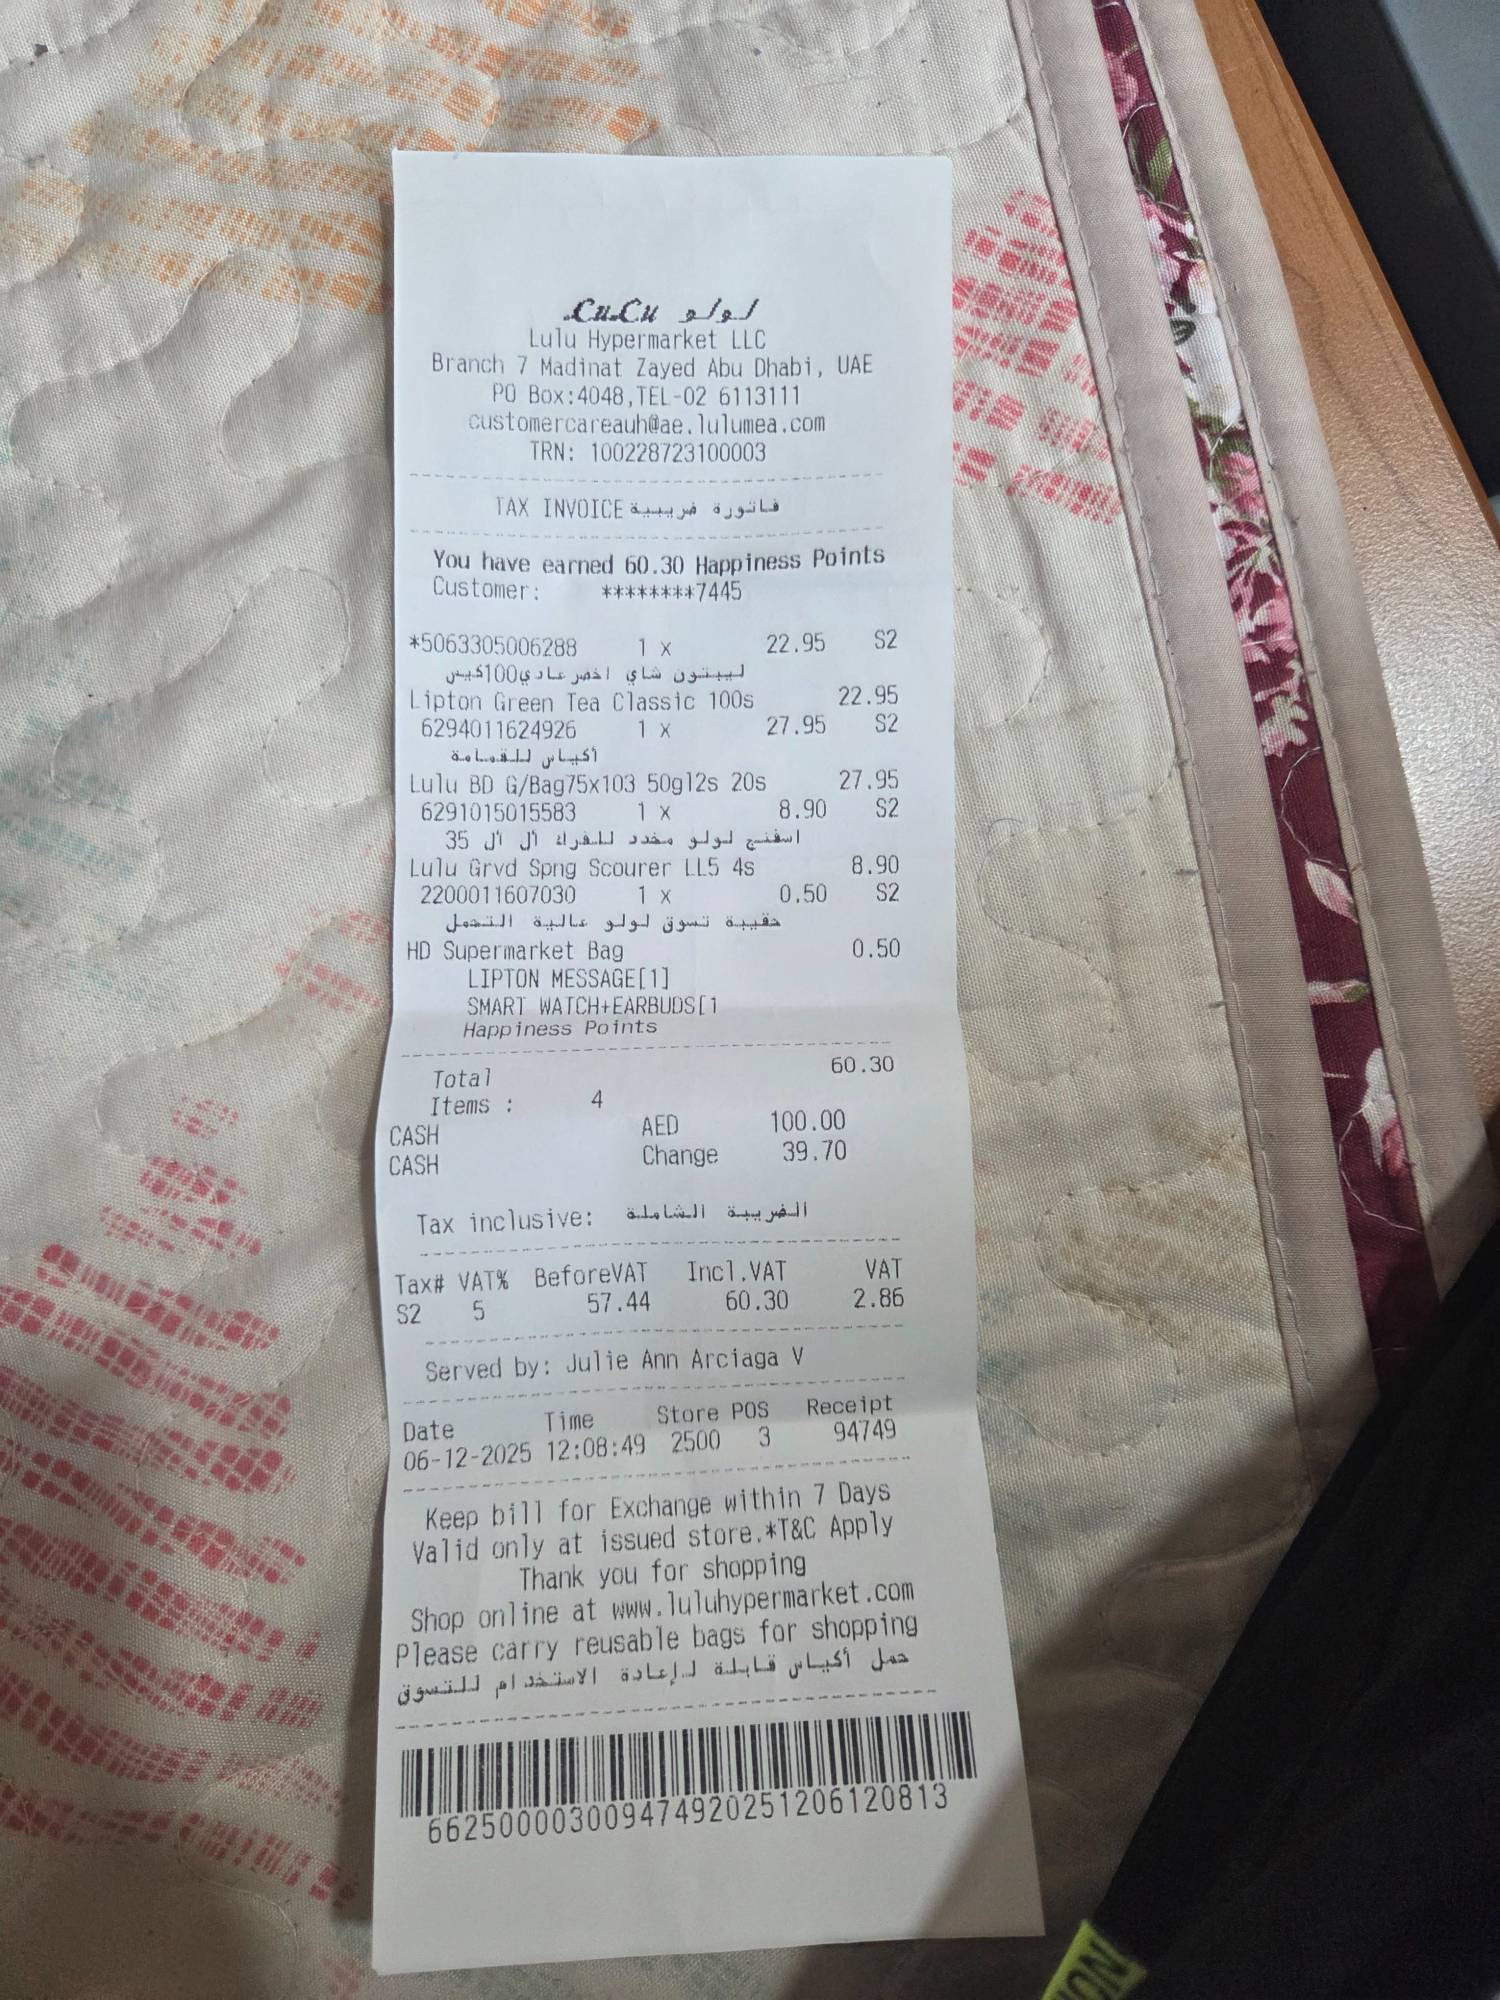 LuLu لولو
Lulu Hypermarket LLC
Branch 7 Madinat Zayed Abu Dhabi, UAE
PO Box:4048,TEL-02 6113111
customercareauh@ae.lulumea.com
TRN: 100228723100003
TAX INVOICE فاتورة ضريبية
You have earned 60.30 Happiness Points
Customer: ********7445
*5063305006288 1 x 22.95 S2
ليبتون شاي اخضر عادي100كيس
Lipton Green Tea Classic 100s 22.95
6294011624926 1 x 27.95 S2
أكياس للقمامة
Lulu BD G/Bag75x103 50gl2s 20s 27.95
6291015015583 1 x 8.90 S2
اسفنج لولو مخدد للفرك أل أل 35
Lulu Grvd Spng Scourer LL5 4s 8.90
2200011607030 1 x 0.50 S2
حقيبة تسوق لولو عالية التحمل
HD Supermarket Bag 0.50
LIPTON MESSAGE[1]
SMART WATCH+EARBUDS[1
Happiness Points
Total 60.30
Items : 4
CASH AED 100.00
CASH Change 39.70
Tax inclusive: الضريبة الشاملة
Tax# VAT% BeforeVAT Incl.VAT VAT
S2 5 57.44 60.30 2.86
Served by: Julie Ann Arciaga V
Date Time Store POS Receipt
06-12-2025 12:08:49 2500 3 94749
Keep bill for Exchange within 7 Days
Valid only at issued store.*T&C Apply
Thank you for shopping
Shop online at www.luluhypermarket.com
Please carry reusable bags for shopping
حمل أكياس قابلة لإعادة الاستخدام للتسوق
662500003009474920251206120813